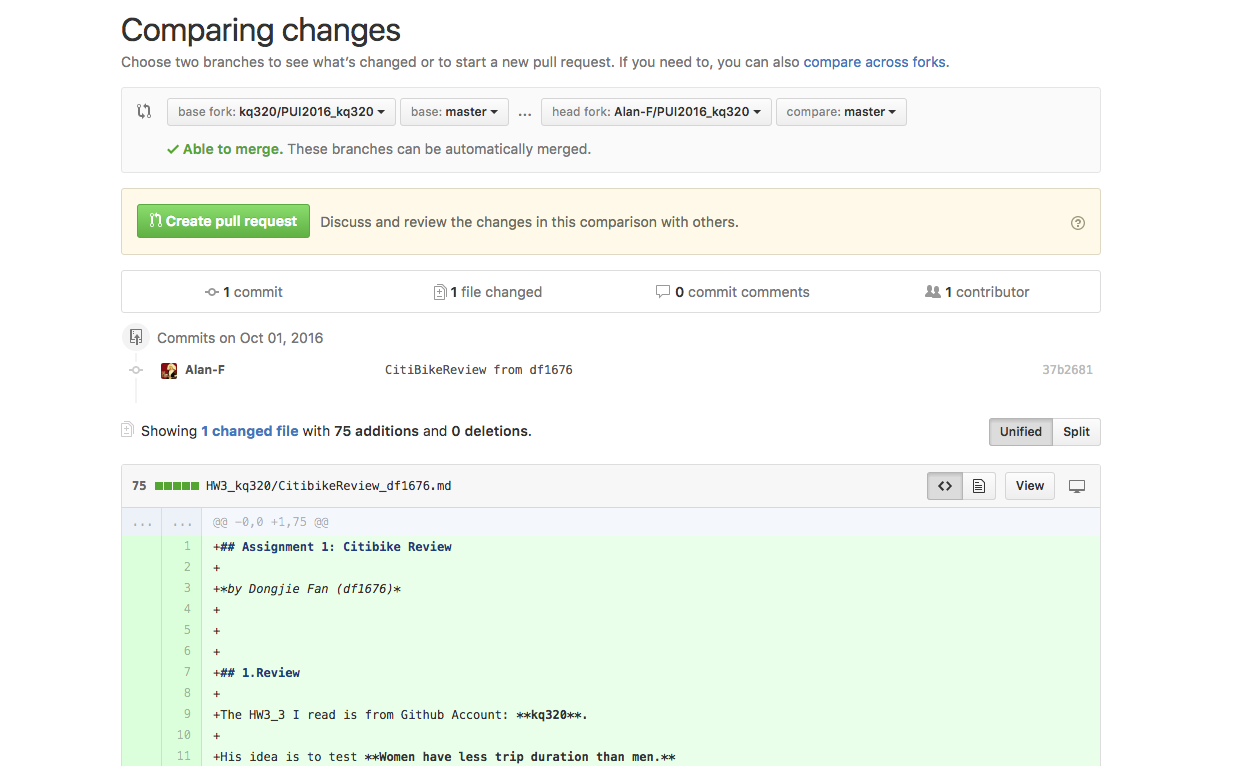 Comparing changes
Choose two branches to see what's changed or to start a new pull request. If you need to, you can also compare across forks.
base fork: kq320/PUI2016_kq320 base: master ... head fork: Alan-F/PUI2016_kq320 compare: master
Able to merge. These branches can be automatically merged.
Create pull request Discuss and review the changes in this comparison with others.
1 commit 1 file changed 0 commit comments 1 contributor
Commits on Oct 01, 2016
Alan-F CitiBikeReview from df1676 37b2681
Showing 1 changed file with 75 additions and 0 deletions. Unified Split
75 HW3_kq320/CitibikeReview_df1676.md <> View
... ... @@ -0,0 +1,75 @@
1 +## Assignment 1: Citibike Review
2 +
3 +*by Dongjie Fan (df1676)*
4 +
5 +
6 +
7 +## 1.Review
8 +
9 +The HW3_3 I read is from Github Account: **kq320**.
10 +
11 +His idea is to test **Women have less trip duration than men.**